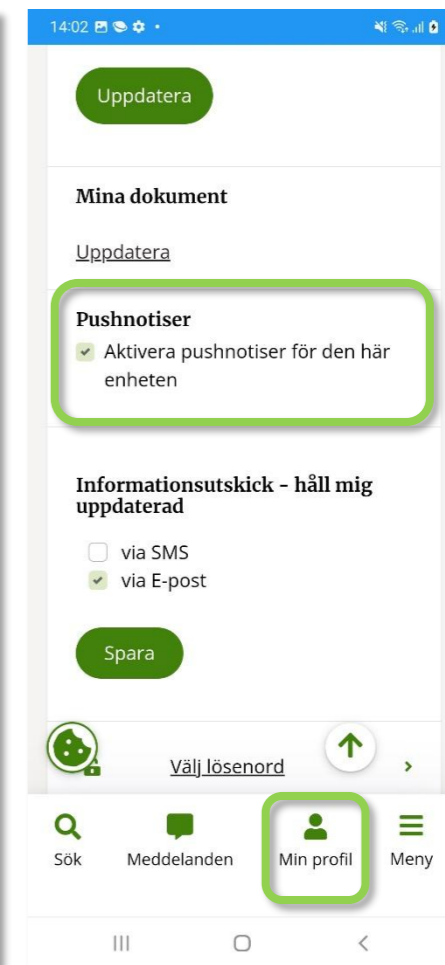 14:02
Uppdatera
Mina dokument
Uppdatera
Pushnotiser
Aktivera pushnotiser för den här
enheten
Informationsutskick - håll mig
uppdaterad
via SMS
via E-post
Spara
Välj lösenord
Sök Meddelanden Min profil Meny